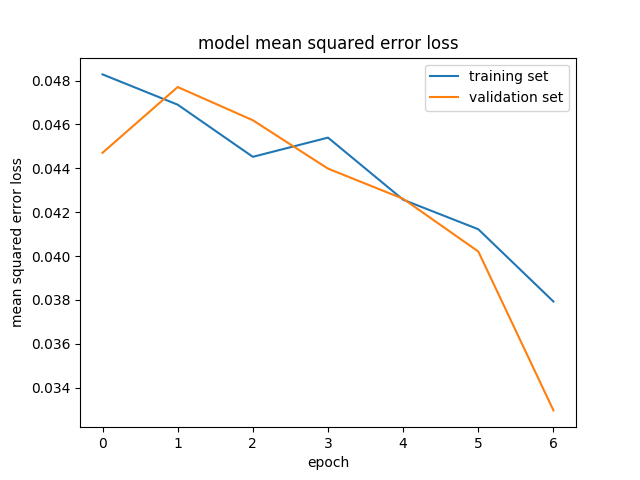 model mean squared error loss
training set
validation set
mean squared error loss
0.048
0.046
0.044
0.042
0.040
0.038
0.036
0.034
0 1 2 3 4 5 6
epoch